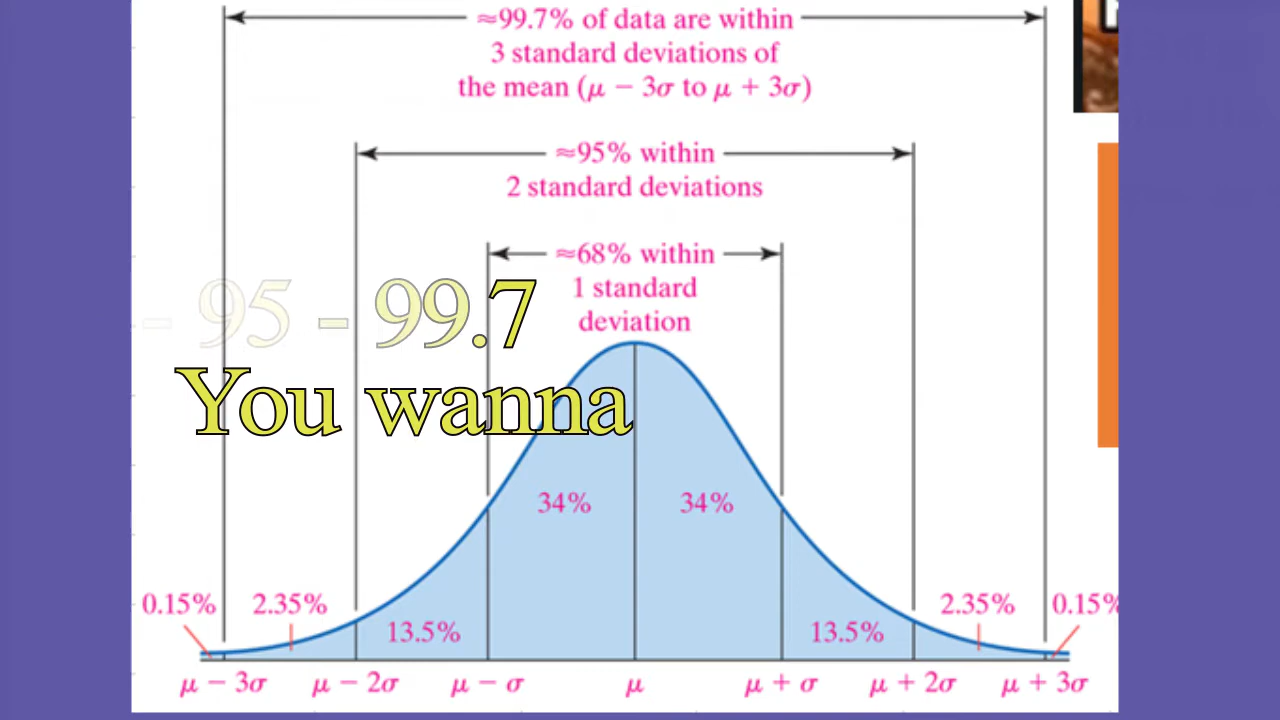 ≈99.7% of data are within
3 standard deviations of
the mean (μ − 3σ to μ + 3σ)
≈95% within
2 standard deviations
≈68% within
1 standard
deviation
- 95 - 99.7
You wanna
34% 34%
0.15% 2.35% 2.35% 0.15%
13.5% 13.5%
μ − 3σ μ − 2σ μ − σ μ μ + σ μ + 2σ μ + 3σ